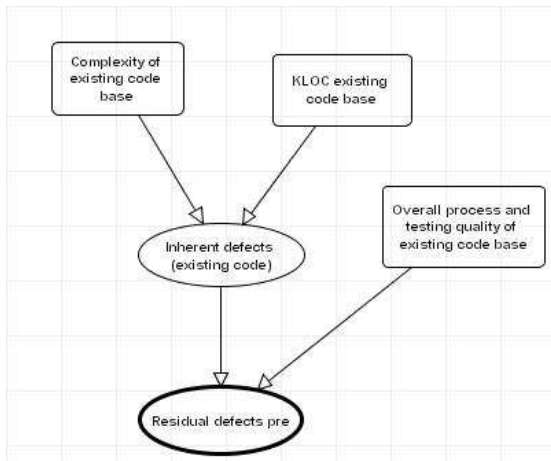 Complexity of
existing code
base
KLOC existing
code base
Overall process and
testing quality of
existing code base
Inherent defects
(existing code)
Residual defects pre